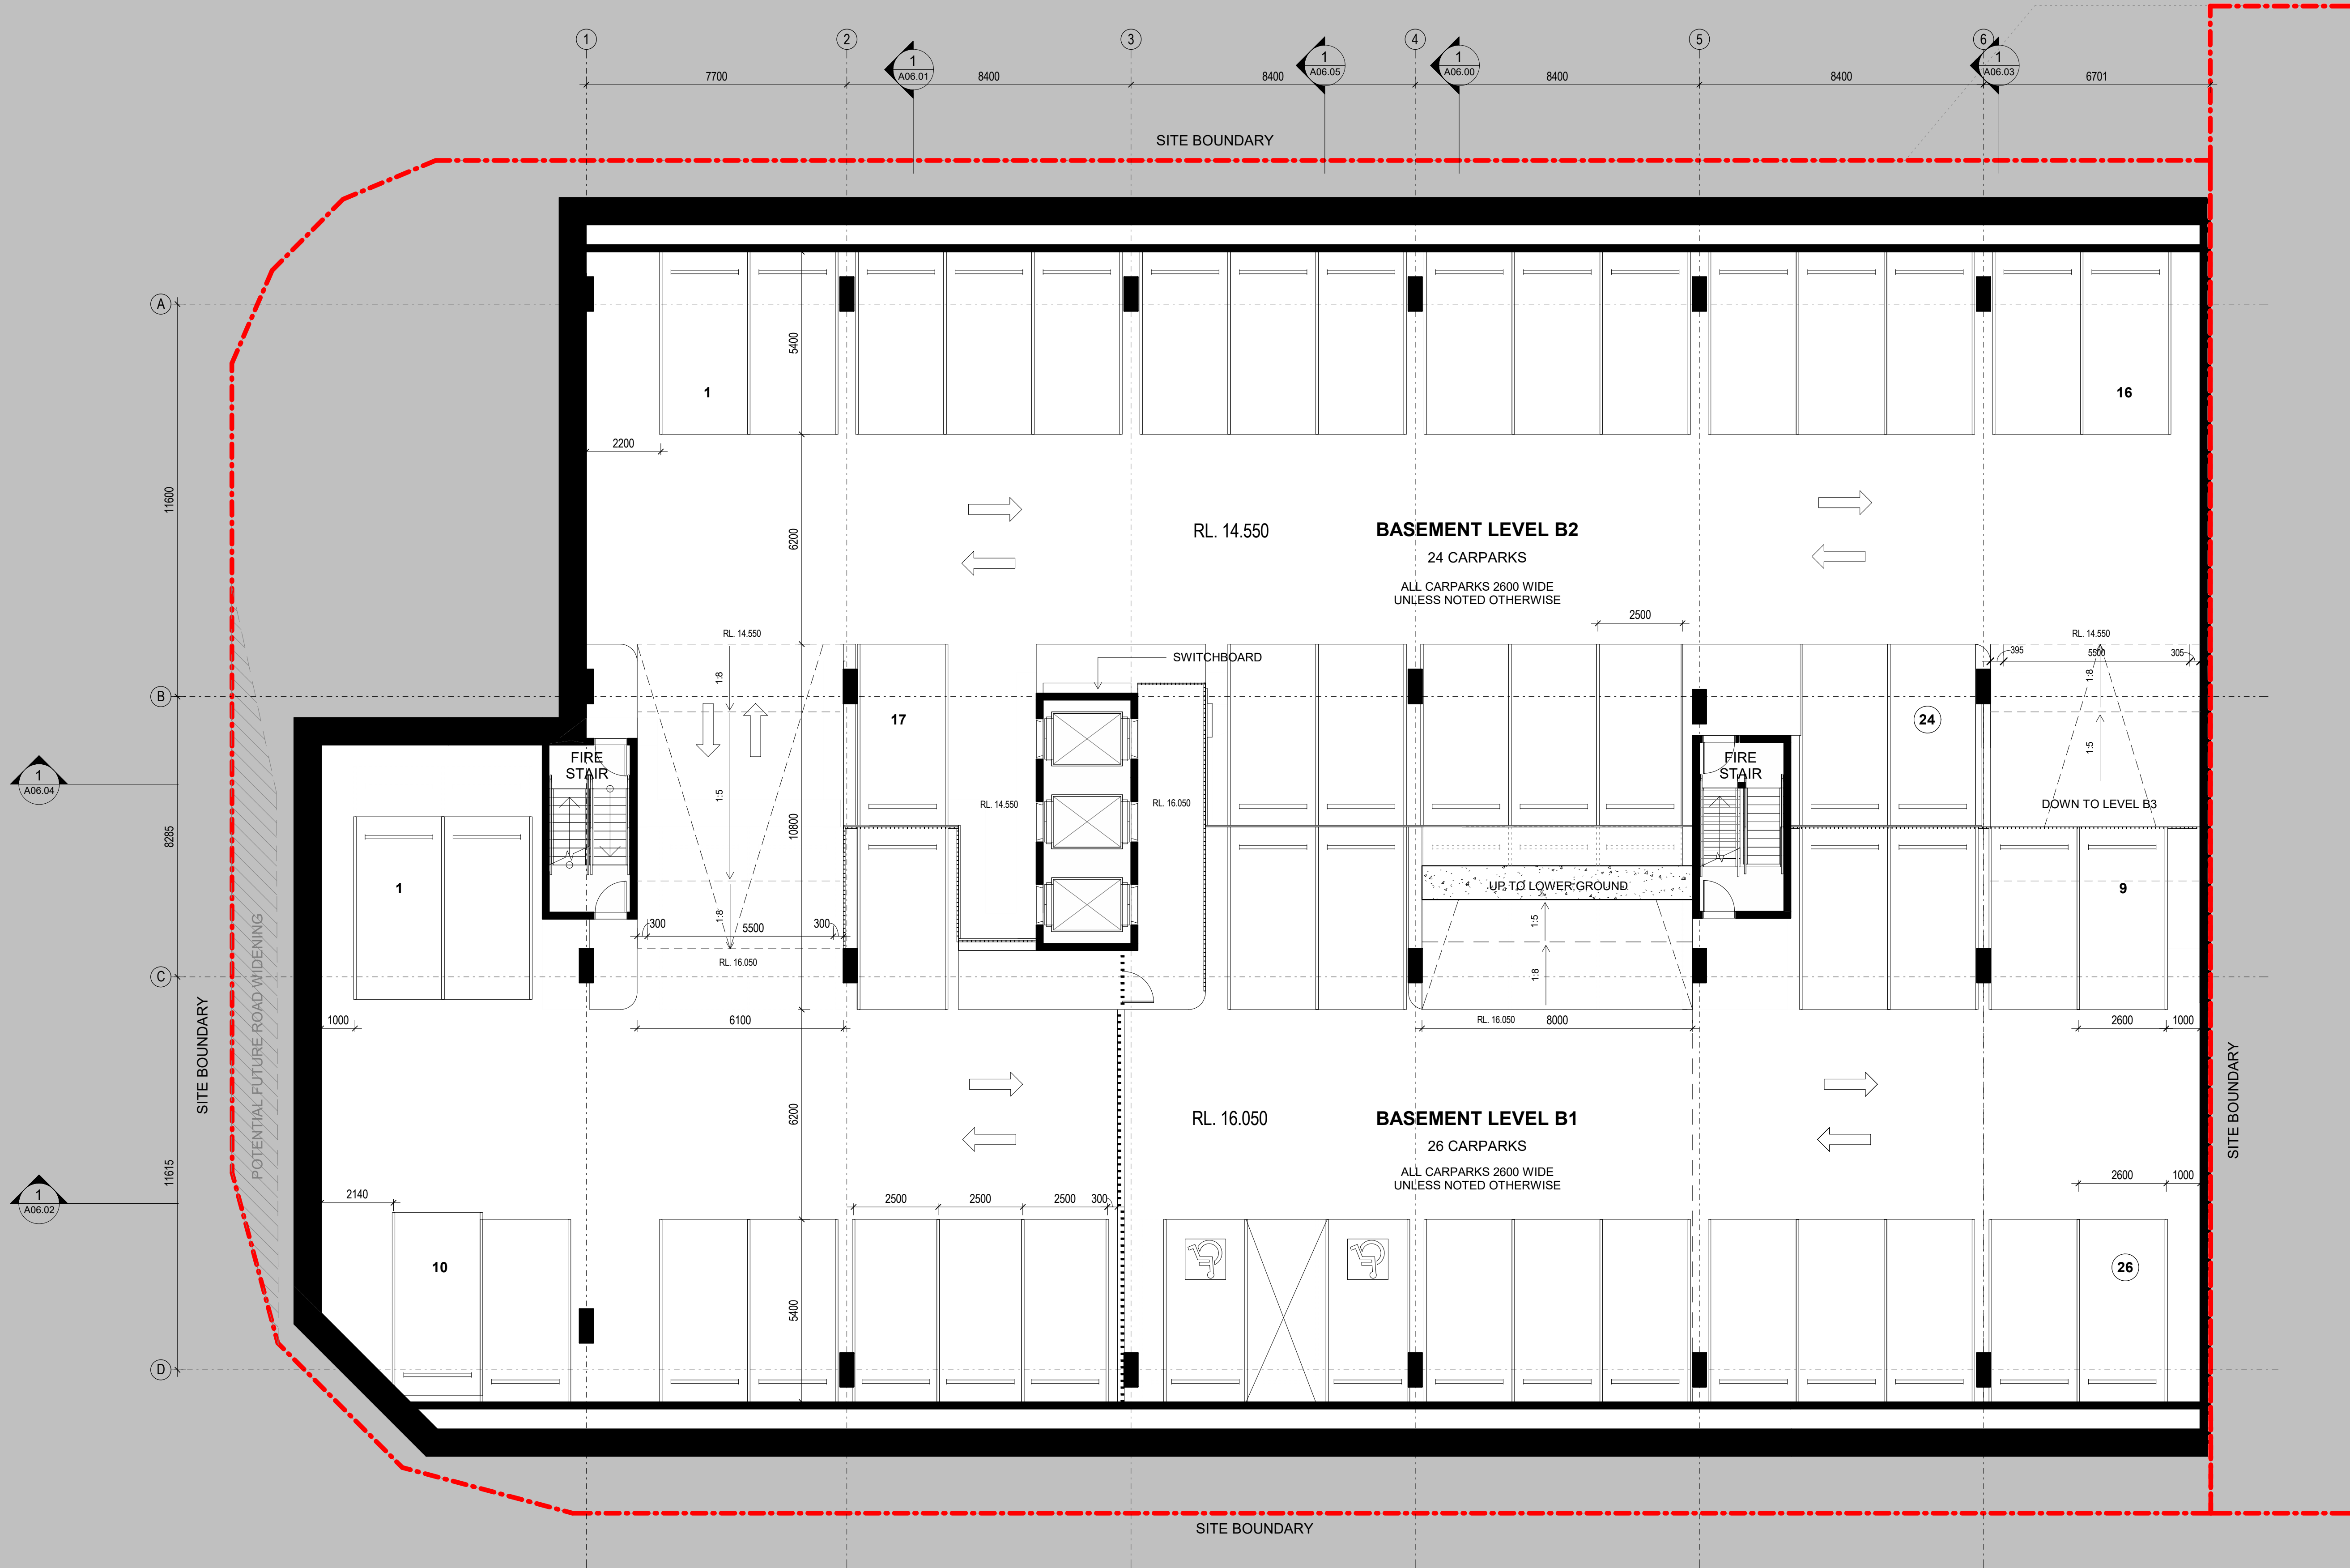 1 2 3 4 5 6
1 A06.01
1 A06.05
1 A06.00
1 A06.03
7700 8400 8400 8400 8400 6701
SITE BOUNDARY
A
5400
1
16
2200
11600
6200
RL. 14.550
BASEMENT LEVEL B2
24 CARPARKS
ALL CARPARKS 2600 WIDE
UNLESS NOTED OTHERWISE
2500
RL. 14.550
SWITCHBOARD
RL. 14.550
395 5500 305
B
1:8
17
24
1:8
1:5
FIRE
STAIR
FIRE
STAIR
1
A06.04
1:5
RL. 14.550
RL. 16.050
DOWN TO LEVEL B3
8285
10800
1
UP TO LOWER GROUND
9
1:8
1:5
300 5500 300
RL. 16.050
C
1:8
1000
6100
RL. 16.050
8000
2600 1000
SITE BOUNDARY
POTENTIAL FUTURE ROAD WIDENING
SITE BOUNDARY
6200
RL. 16.050
BASEMENT LEVEL B1
26 CARPARKS
ALL CARPARKS 2600 WIDE
UNLESS NOTED OTHERWISE
11615
1
A06.02
2140
2500 2500 2500 300
2600 1000
10
26
5400
D
SITE BOUNDARY